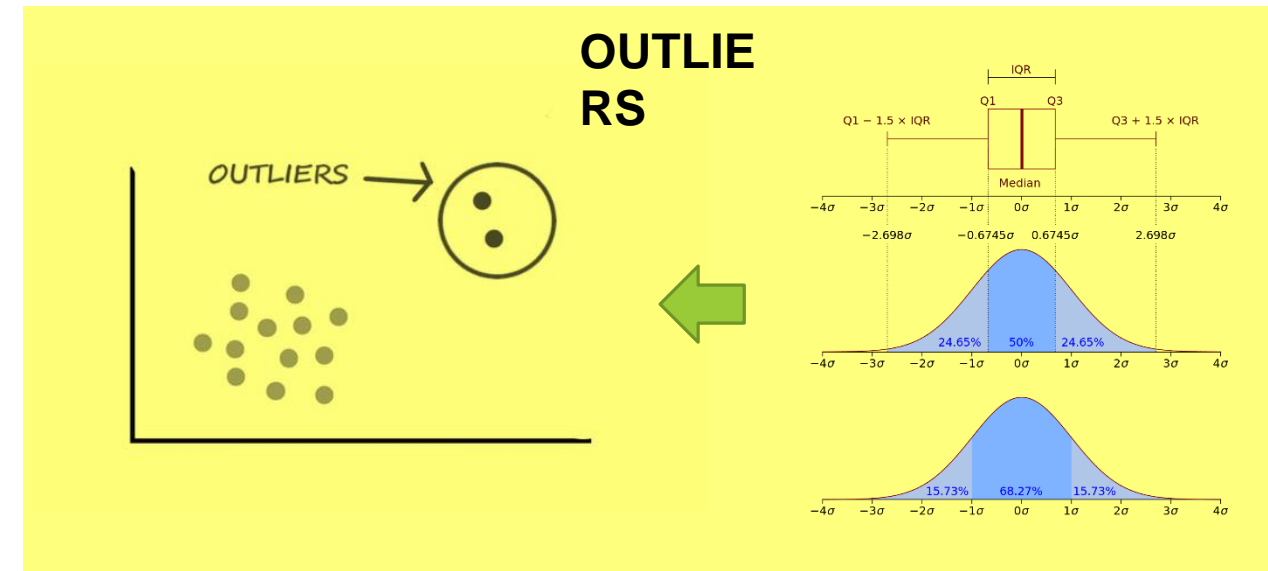 OUTLIE
RS
OUTLIERS
IQR
Q1 Q3
Q1 − 1.5 × IQR Q3 + 1.5 × IQR
Median
−4σ −3σ −2σ −1σ 0σ 1σ 2σ 3σ 4σ
−2.698σ −0.6745σ 0.6745σ 2.698σ
24.65% 50% 24.65%
−4σ −3σ −2σ −1σ 0σ 1σ 2σ 3σ 4σ
15.73% 68.27% 15.73%
−4σ −3σ −2σ −1σ 0σ 1σ 2σ 3σ 4σ